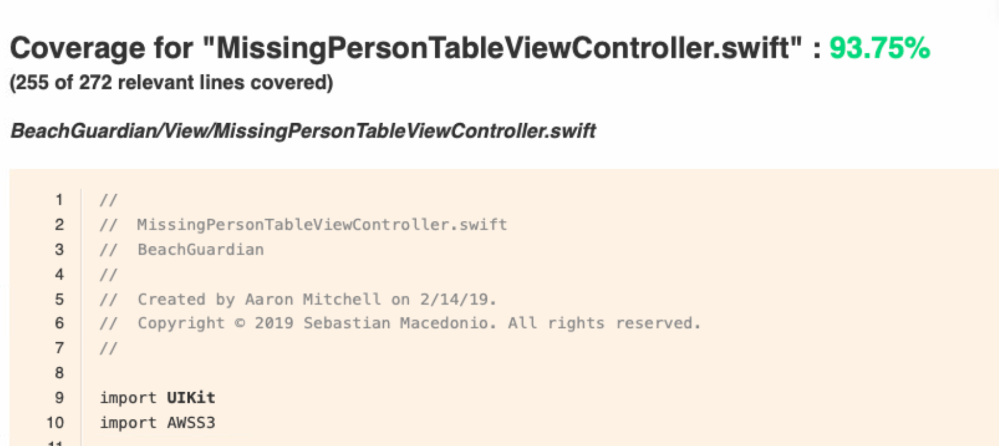 Coverage for "MissingPersonTableViewController.swift" : 93.75%
(255 of 272 relevant lines covered)
BeachGuardian/View/MissingPersonTableViewController.swift
1 //
2 //  MissingPersonTableViewController.swift
3 //  BeachGuardian
4 //
5 //  Created by Aaron Mitchell on 2/14/19.
6 //  Copyright © 2019 Sebastian Macedonio. All rights reserved.
7 //
8
9 import UIKit
10 import AWSS3
11